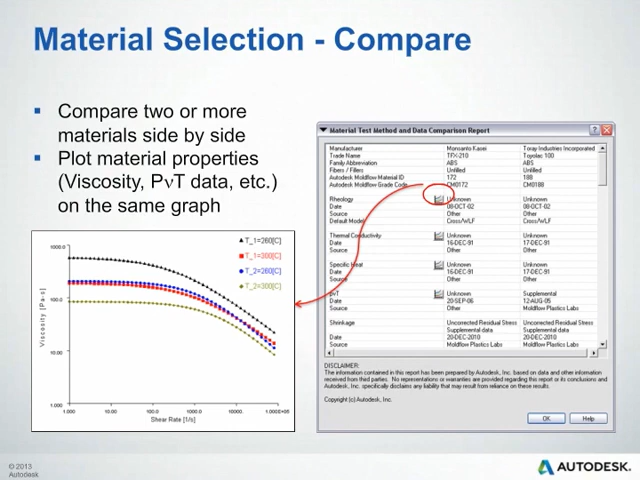 Material Selection - Compare
▪ Compare two or more
materials side by side
▪ Plot material properties
(Viscosity, PvT data, etc.)
on the same graph
1000.0
100.0
10.00
1.000
1.000 10.00 100.0 1000.0 10000. 1.000E+05
Viscosity [Pa-s]
Shear Rate [1/s]
T_1=260[C]
T_1=300[C]
T_2=260[C]
T_2=300[C]
Material Test Method and Data Comparison Report
Manufacturer Monsanto Kasei Toray Industries Incorporated
Trade Name TFX-210 Toyolac 100
Family Abbreviation ABS ABS
Fibers / Fillers Unfilled Unfilled
Autodesk Moldflow Material ID 172 188
Autodesk Moldflow Grade Code CM0172 CM0188
Rheology Unknown Unknown
Date 08-OCT-02 08-OCT-02
Source Other Other
Default Model Cross/WLF Cross/WLF
Thermal Conductivity Unknown Unknown
Date 16-DEC-91 17-DEC-91
Source Other Other
Specific Heat Unknown Unknown
Date 16-DEC-91 17-DEC-91
Source Other Other
pvT Unknown Supplemental
Date 20-SEP-06 12-AUG-05
Source Other Moldflow Plastics Labs
Shrinkage Uncorrected Residual Stress Uncorrected Residual Stress
Supplemental data Supplemental data
Date 20-DEC-2010 20-DEC-2010
Source Moldflow Plastics Labs Moldflow Plastics Labs
DISCLAIMER:
The information contained in this report has been prepared by Autodesk, Inc. based on data and other information
received from third parties. No representations or warranties are provided regarding this report or its conclusions and
Autodesk, Inc. specifically disclaims any liability that may result from reliance on these results.
Copyright (c) Autodesk, Inc.
OK Help
© 2013
Autodesk
AUTODESK.